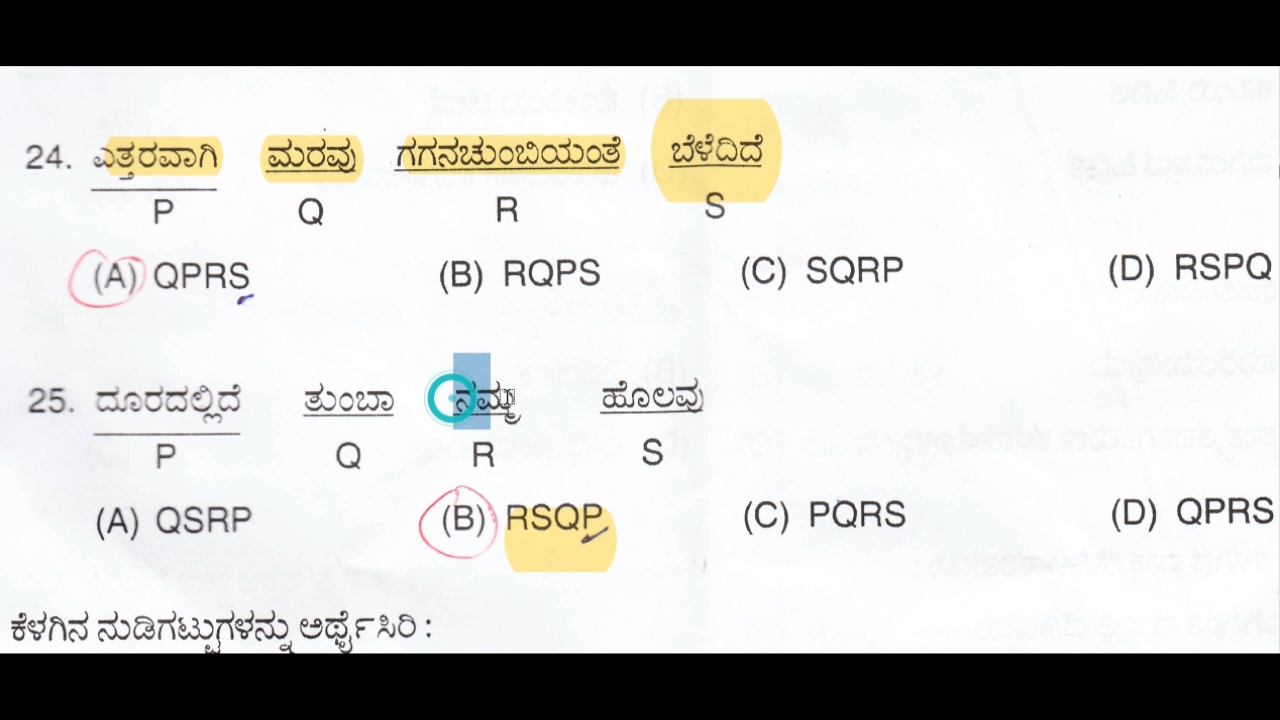 24. ಎತ್ತರವಾಗಿ ಮರವು ಗಗನಚುಂಬಿಯಂತೆ ಬೆಳೆದಿದೆ
P Q R S
(A) QPRS (B) RQPS (C) SQRP (D) RSPQ
25. ದೂರದಲ್ಲಿದೆ ತುಂಬಾ ನಮ್ಮ ಹೊಲವು
P Q R S
(A) QSRP (B) RSQP (C) PQRS (D) QPRS
ಕೆಳಗಿನ ನುಡಿಗಟ್ಟುಗಳನ್ನು ಅರ್ಥೈಸಿರಿ :